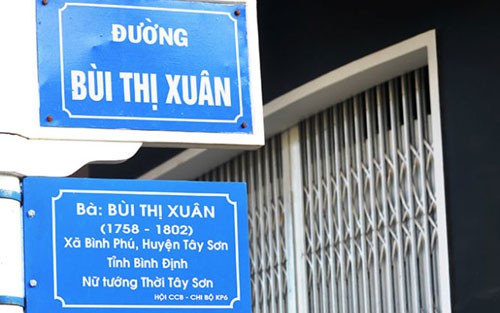 ĐƯỜNG
BÙI THỊ XUÂN
Bà: BÙI THỊ XUÂN
(1758 - 1802)
Xã Bình Phú, Huyện Tây Sơn
Tỉnh Bình Định
Nữ tướng Thời Tây Sơn
HỘI CCB - CHI BỘ KP6